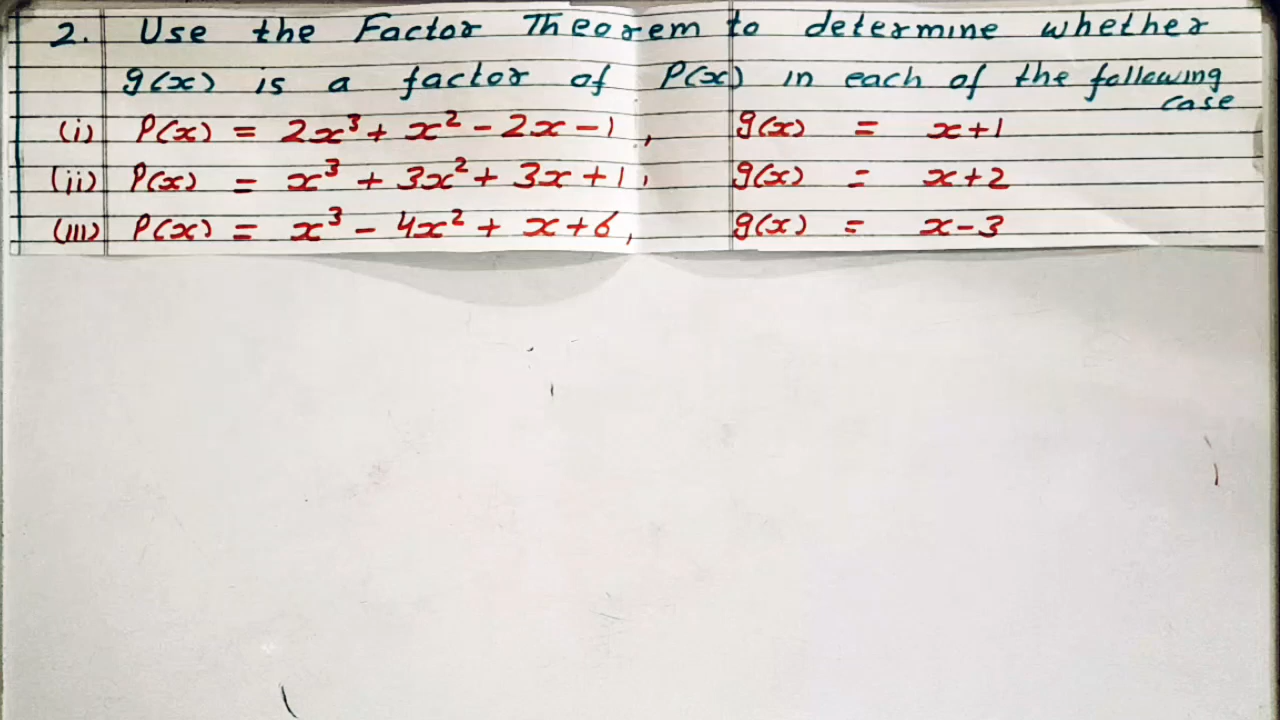 2. Use the Factor Theorem to determine whether
g(x) is a factor of P(x) in each of the following
case
(i) P(x) = 2x³ + x² - 2x - 1, g(x) = x+1
(ii) P(x) = x³ + 3x² + 3x + 1, g(x) = x+2
(iii) P(x) = x³ - 4x² + x + 6, g(x) = x-3